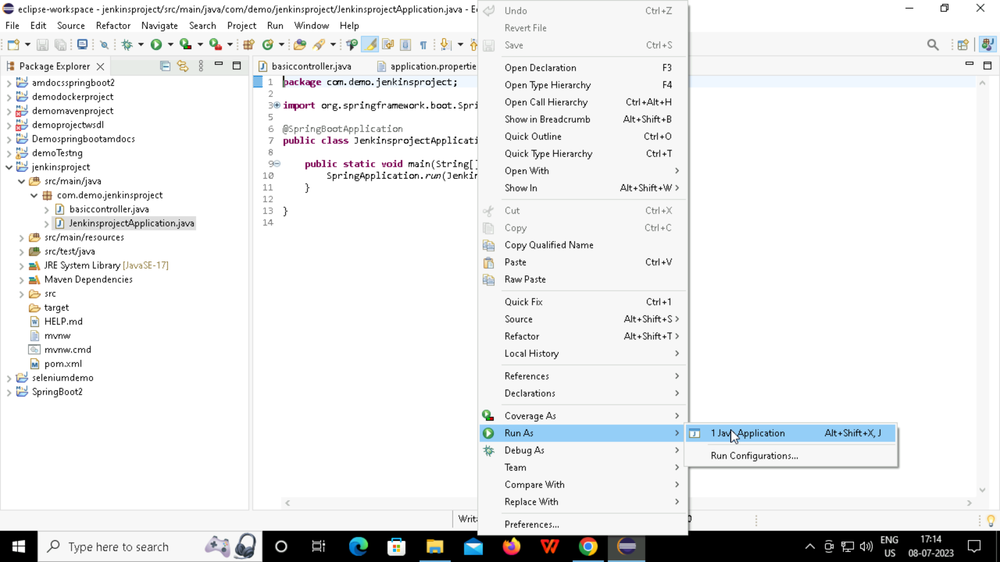 eclipse-workspace - jenkinsproject/src/main/java/com/demo/jenkinsproject/JenkinsprojectApplication.java - E
File Edit Source Refactor Navigate Search Project Run Window Help
Package Explorer
amdocsspringboot2
demodockerproject
demomavenproject
demoprojectwsdl
Demospringbootamdocs
demoTestng
jenkinsproject
src/main/java
com.demo.jenkinsproject
basiccontroller.java
JenkinsprojectApplication.java
src/main/resources
src/test/java
JRE System Library [JavaSE-17]
Maven Dependencies
src
target
HELP.md
mvnw
mvnw.cmd
pom.xml
seleniumdemo
SpringBoot2
basiccontroller.java application.propertie
1 package com.demo.jenkinsproject;
2
3 import org.springframework.boot.Spri
5
6 @SpringBootApplication
7 public class JenkinsprojectApplicati
8
9 public static void main(String[]
10 SpringApplication.run(Jenkin
11 }
12
13 }
14
Writ
Undo Ctrl+Z
Revert File
Save Ctrl+S
Open Declaration F3
Open Type Hierarchy F4
Open Call Hierarchy Ctrl+Alt+H
Show in Breadcrumb Alt+Shift+B
Quick Outline Ctrl+O
Quick Type Hierarchy Ctrl+T
Open With
Show In Alt+Shift+W
Cut Ctrl+X
Copy Ctrl+C
Copy Qualified Name
Paste Ctrl+V
Raw Paste
Quick Fix Ctrl+1
Source Alt+Shift+S
Refactor Alt+Shift+T
Local History
References
Declarations
Coverage As
Run As
Debug As
Team
Compare With
Replace With
Preferences...
1 Java Application Alt+Shift+X, J
Run Configurations...
Type here to search
ENG
US
17:14
08-07-2023